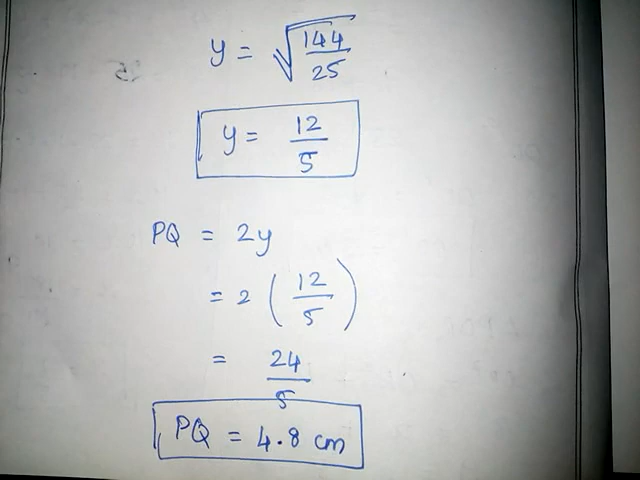 y = √144/25
y = 12/5
PQ = 2y
= 2 (12/5)
= 24/5
PQ = 4.8 cm